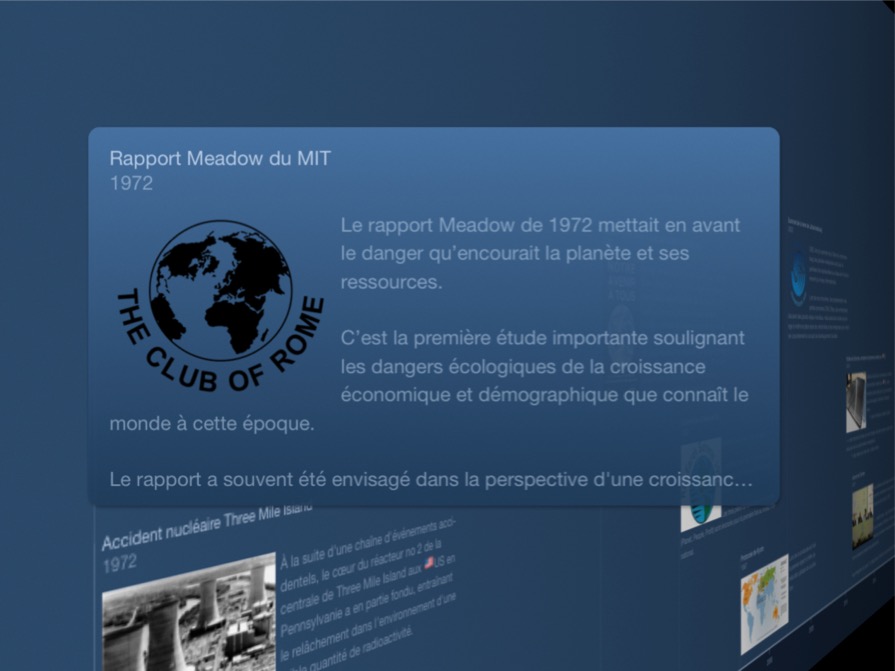 Rapport Meadow du MIT
1972
Le rapport Meadow de 1972 mettait en avant
le danger qu’encourait la planète et ses
ressources.
THE CLUB OF ROME
C’est la première étude importante soulignant
les dangers écologiques de la croissance
économique et démographique que connaît le
monde à cette époque.
Le rapport a souvent été envisagé dans la perspective d'une croissanc…
Accident nucléaire Three Mile Island
1972
À la suite d’une chaîne d’événements acci-
dentels, le cœur du réacteur no 2 de la
centrale de Three Mile Island aux 🇺🇸US en
Pennsylvanie a en partie fondu, entraînant
le relâchement dans l'environnement d'une
quantité de radioactivité.